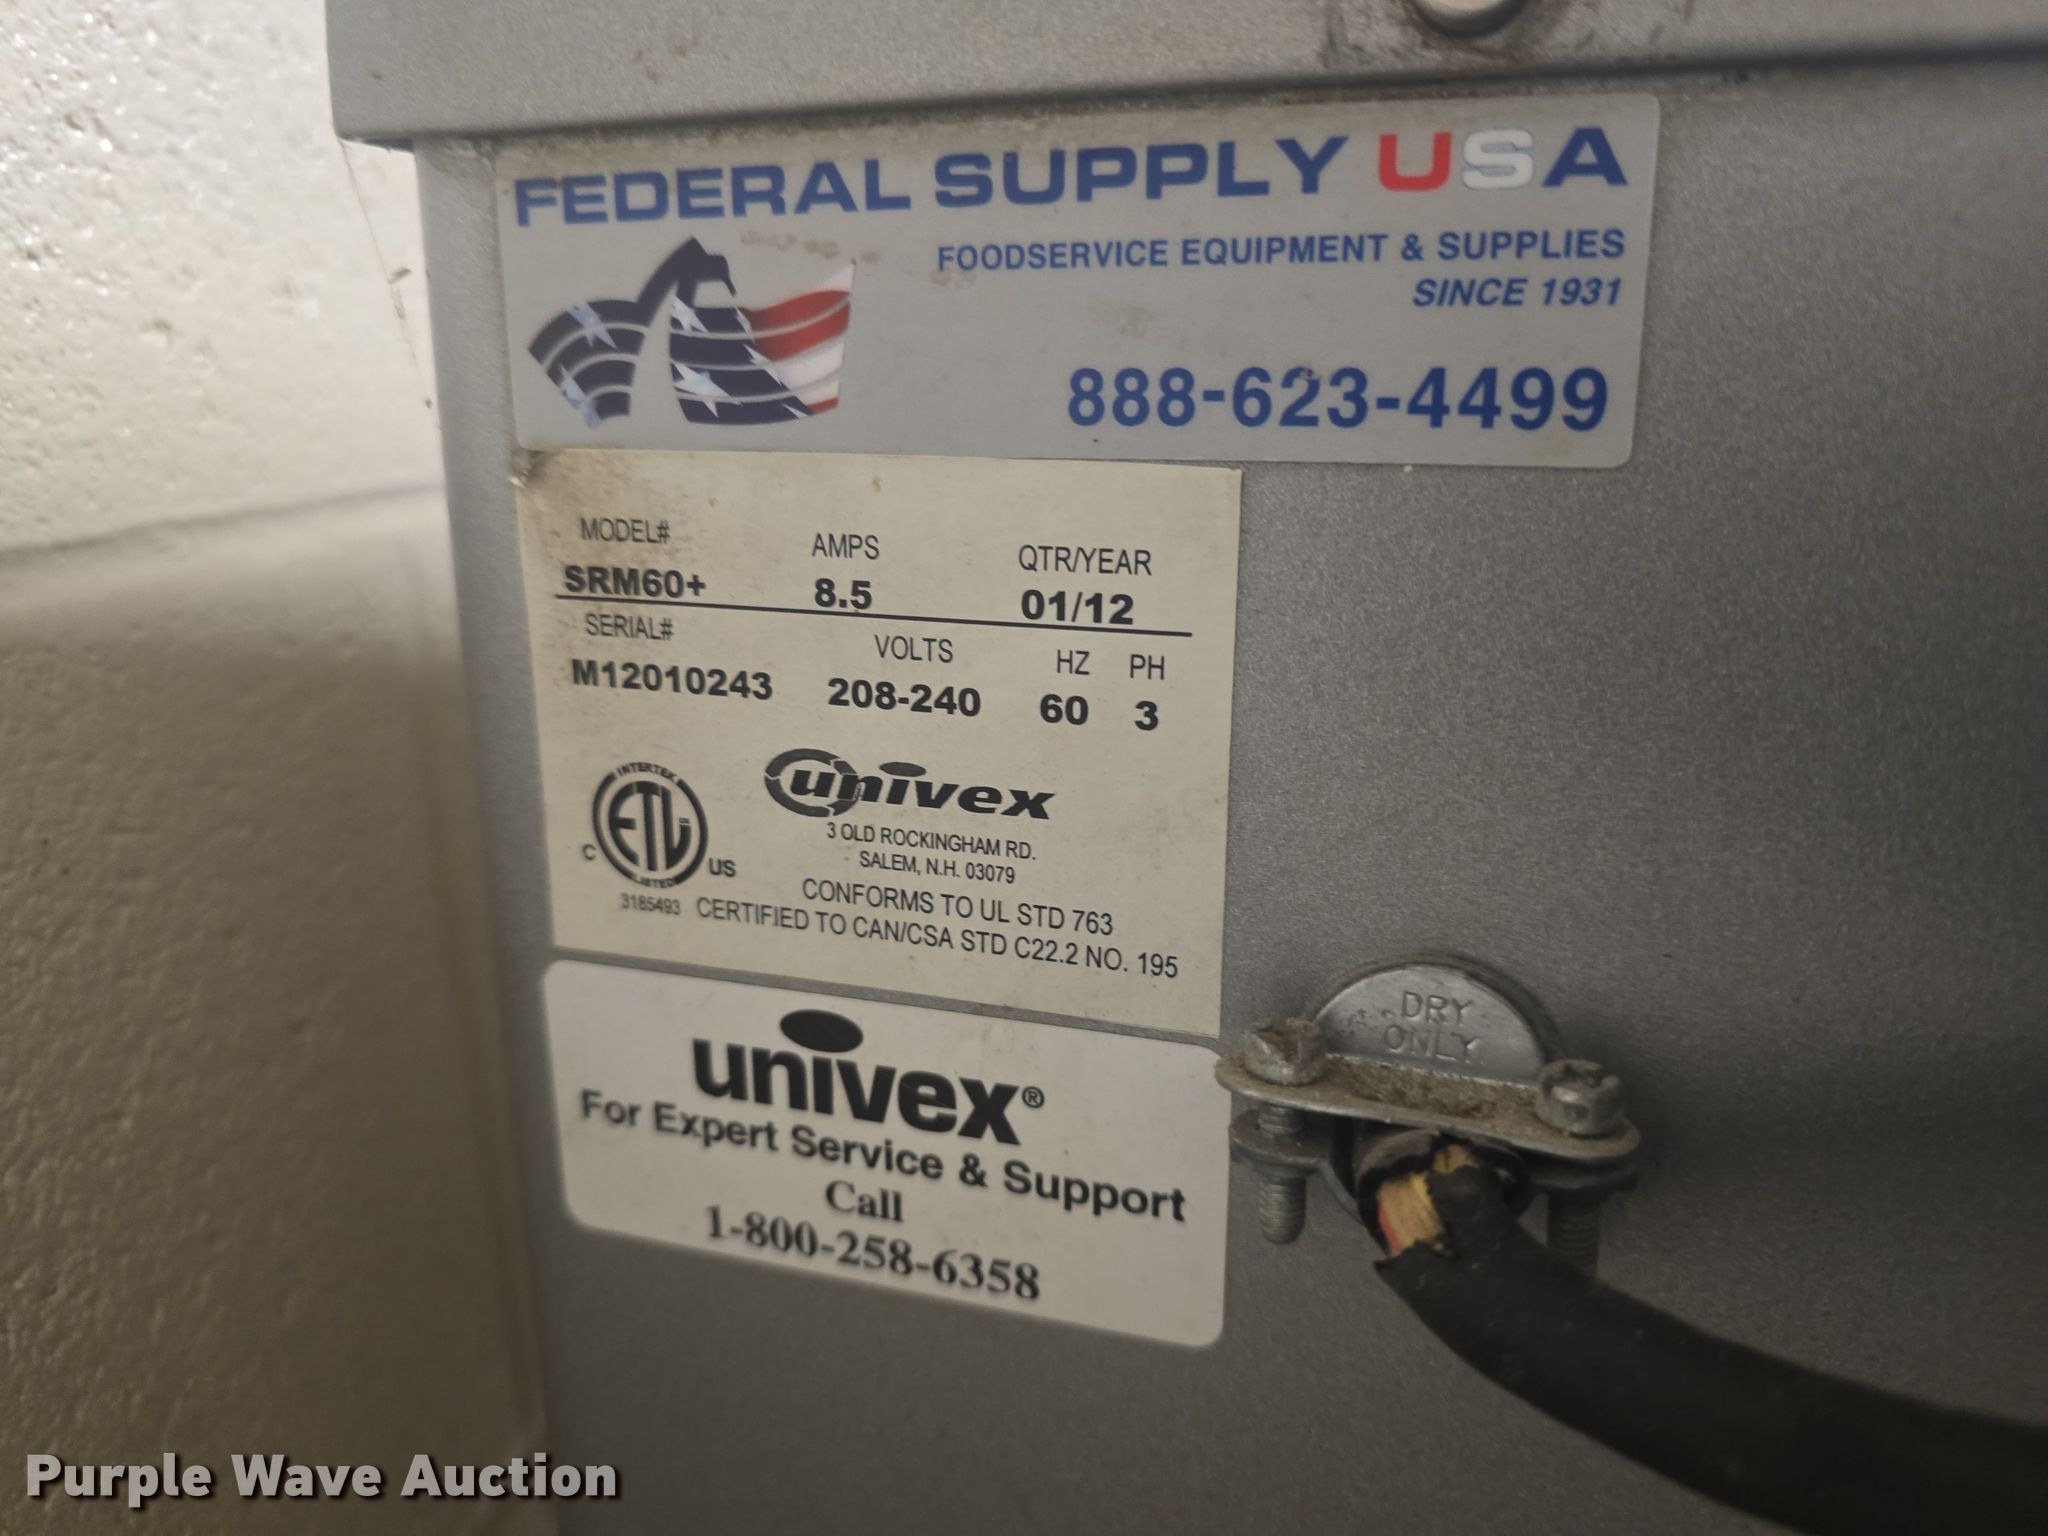 FEDERAL SUPPLY USA
FOODSERVICE EQUIPMENT & SUPPLIES
SINCE 1931
888-623-4499
MODEL# AMPS QTR/YEAR
SRM60+ 8.5 01/12
SERIAL# VOLTS HZ PH
M12010243 208-240 60 3
INTERTEK
ETL
C US
LISTED
3185493
univex
3 OLD ROCKINGHAM RD.
SALEM, N.H. 03079
CONFORMS TO UL STD 763
CERTIFIED TO CAN/CSA STD C22.2 NO. 195
univex®
For Expert Service & Support
Call
1-800-258-6358
DRY
ONLY
Purple Wave Auction